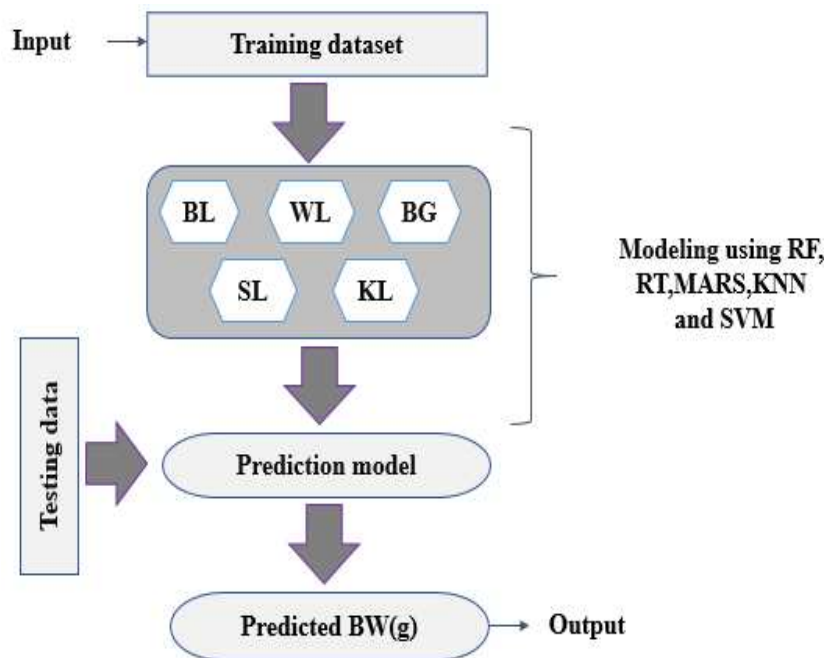 Input
Training dataset
BL
WL
BG
SL
KL
Modeling using RF,
RT,MARS,KNN
and SVM
Testing data
Prediction model
Predicted BW(g)
Output